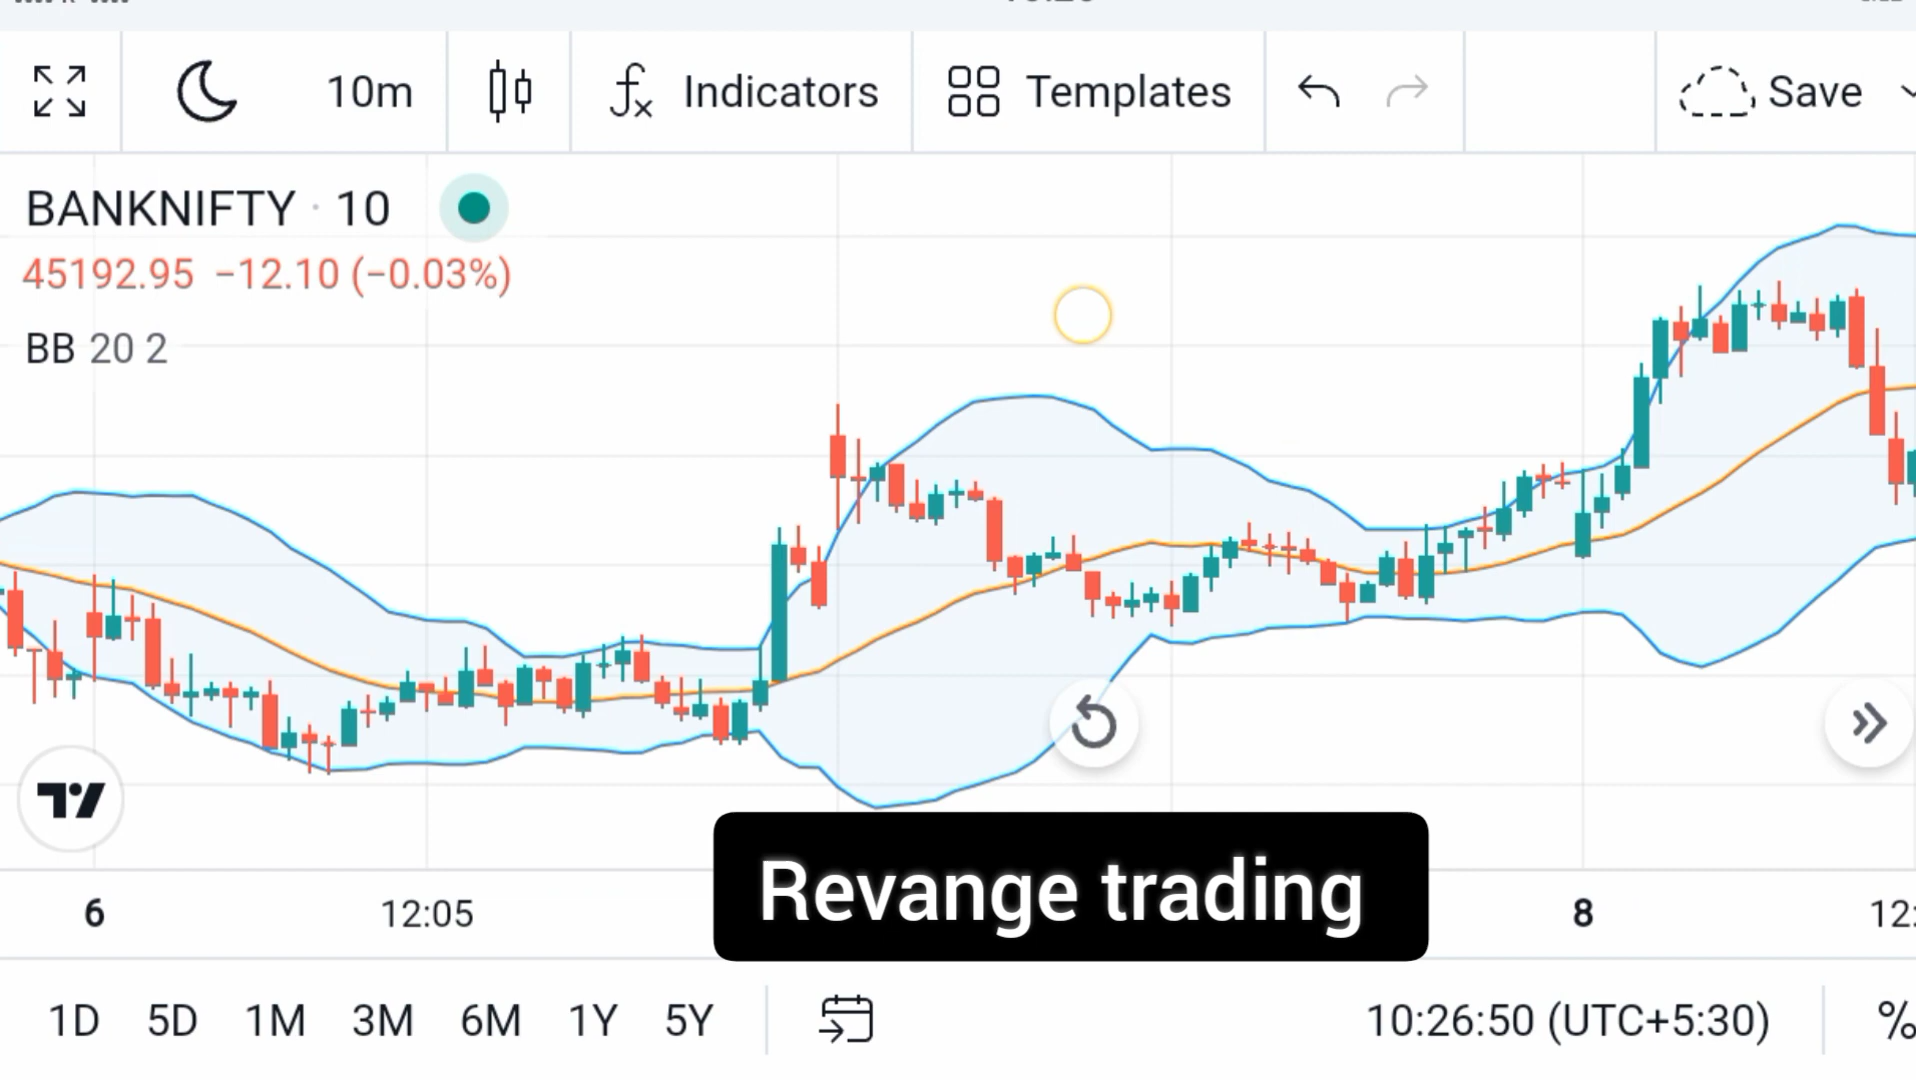 10m
Indicators
Templates
Save
BANKNIFTY · 10
45192.95 −12.10 (−0.03%)
BB 20 2
Revange trading
6 12:05 8 12:
1D 5D 1M 3M 6M 1Y 5Y 10:26:50 (UTC+5:30) %